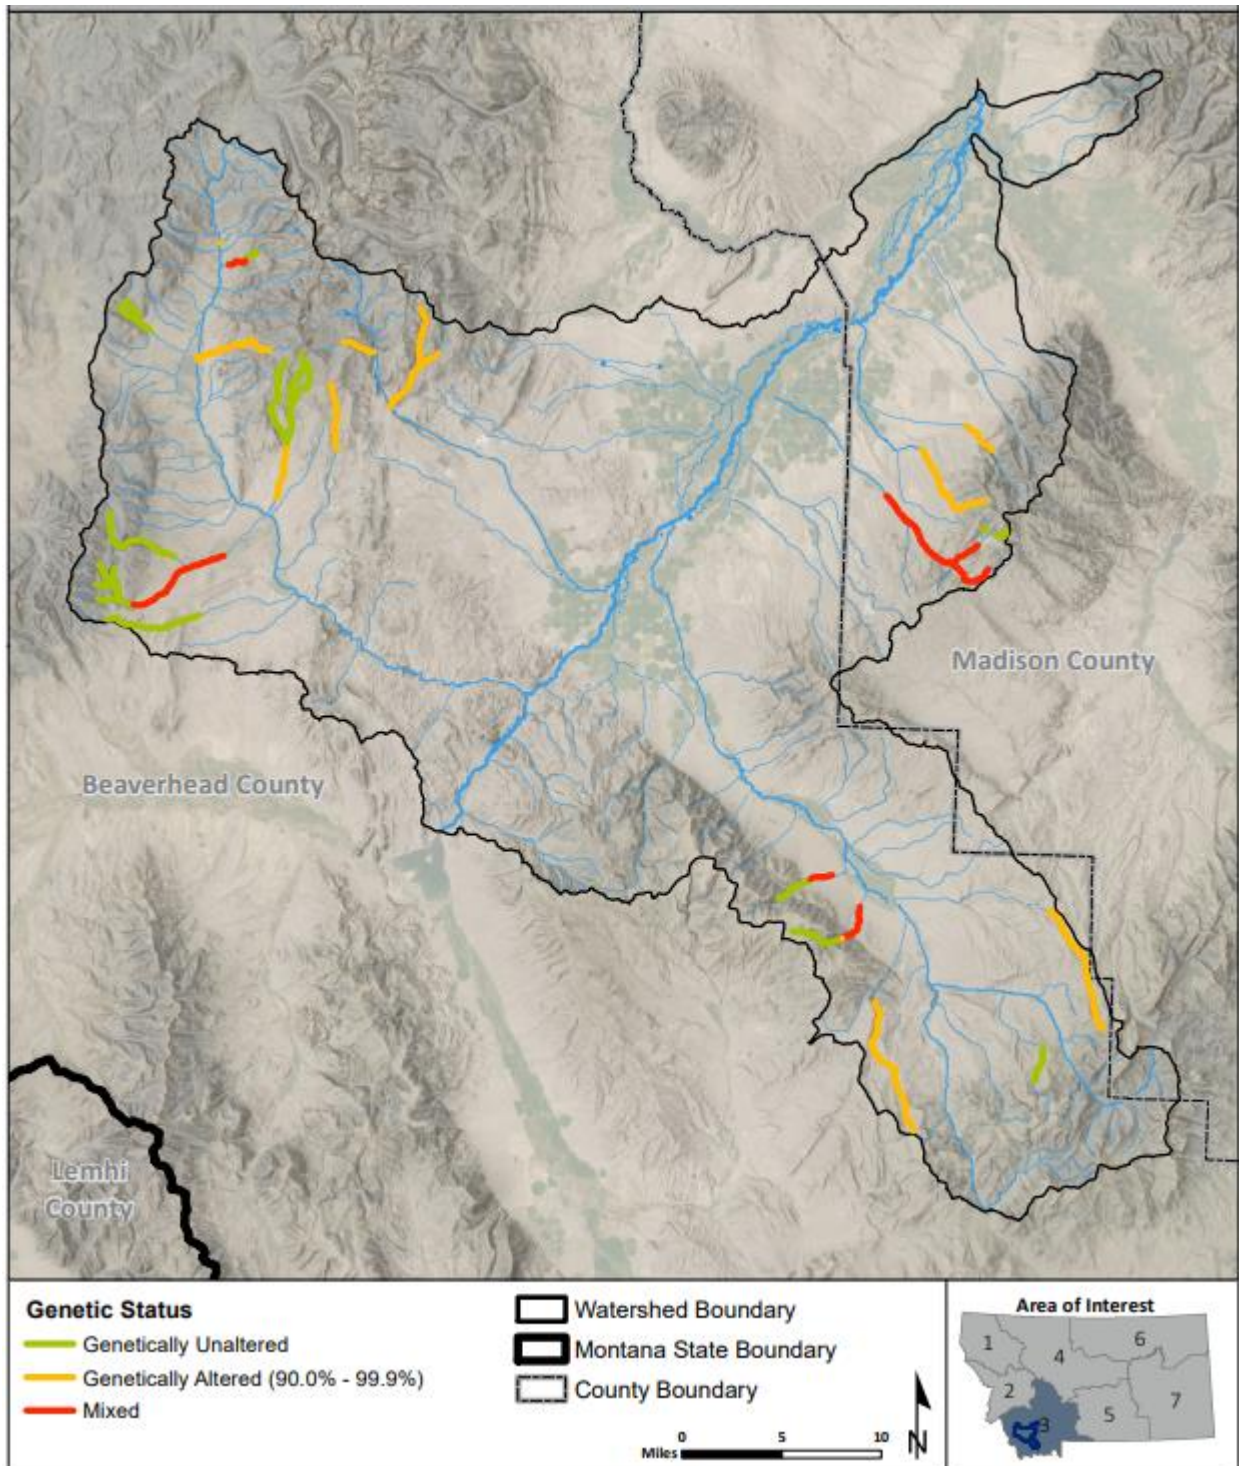 Madison County
Beaverhead County
Lemhi
County
Genetic Status
Genetically Unaltered
Genetically Altered (90.0% - 99.9%)
Mixed
Watershed Boundary
Montana State Boundary
County Boundary
0 5 10
Miles
N
Area of Interest
1
2
3
4
5
6
7